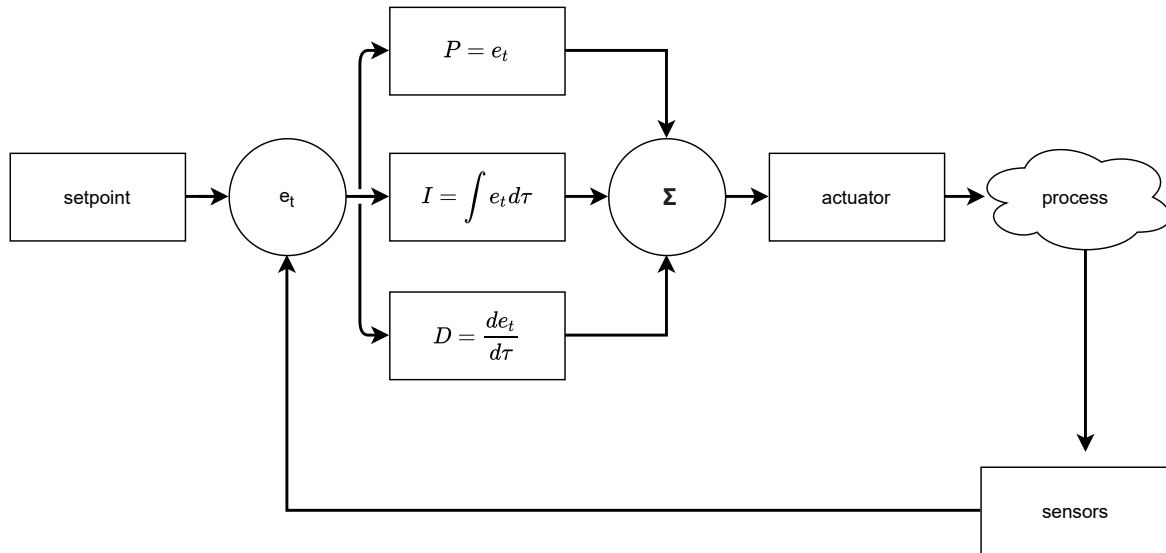 P = e_t
setpoint
e_t
I = ∫ e_t dτ
Σ
actuator
process
D = de_t/dτ
sensors